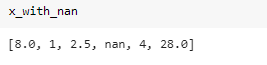 x_with_nan
[8.0, 1, 2.5, nan, 4, 28.0]